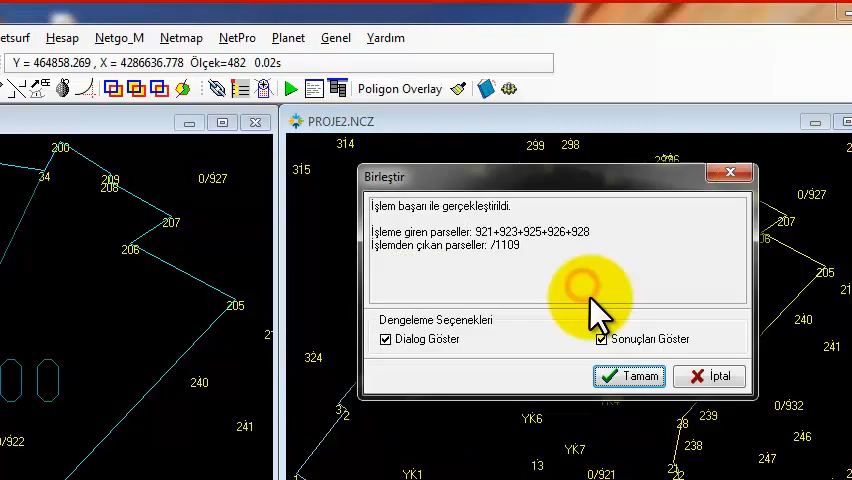 etsurf Hesap Netgo_M Netmap NetPro Planet Genel Yardım
Y = 464858.269 , X = 4286636.778 Ölçek=482 0.02s
Poligon Overlay
PROJE2.NCZ
200
34
209
208
0/927
207
206
205
240
241
0/922
314
299
298
315
Birleştir
İşlem başarı ile gerçekleştirildi.
İşleme giren parseller: 921+923+925+926+928
İşlemden çıkan parseller: /1109
Dengeleme Seçenekleri
Dialog Göster
Sonuçları Göster
Tamam
İptal
207
205
240
241
324
0/932
YK6
239
28
238
246
YK7
247
13
0/921
YK1
21
22